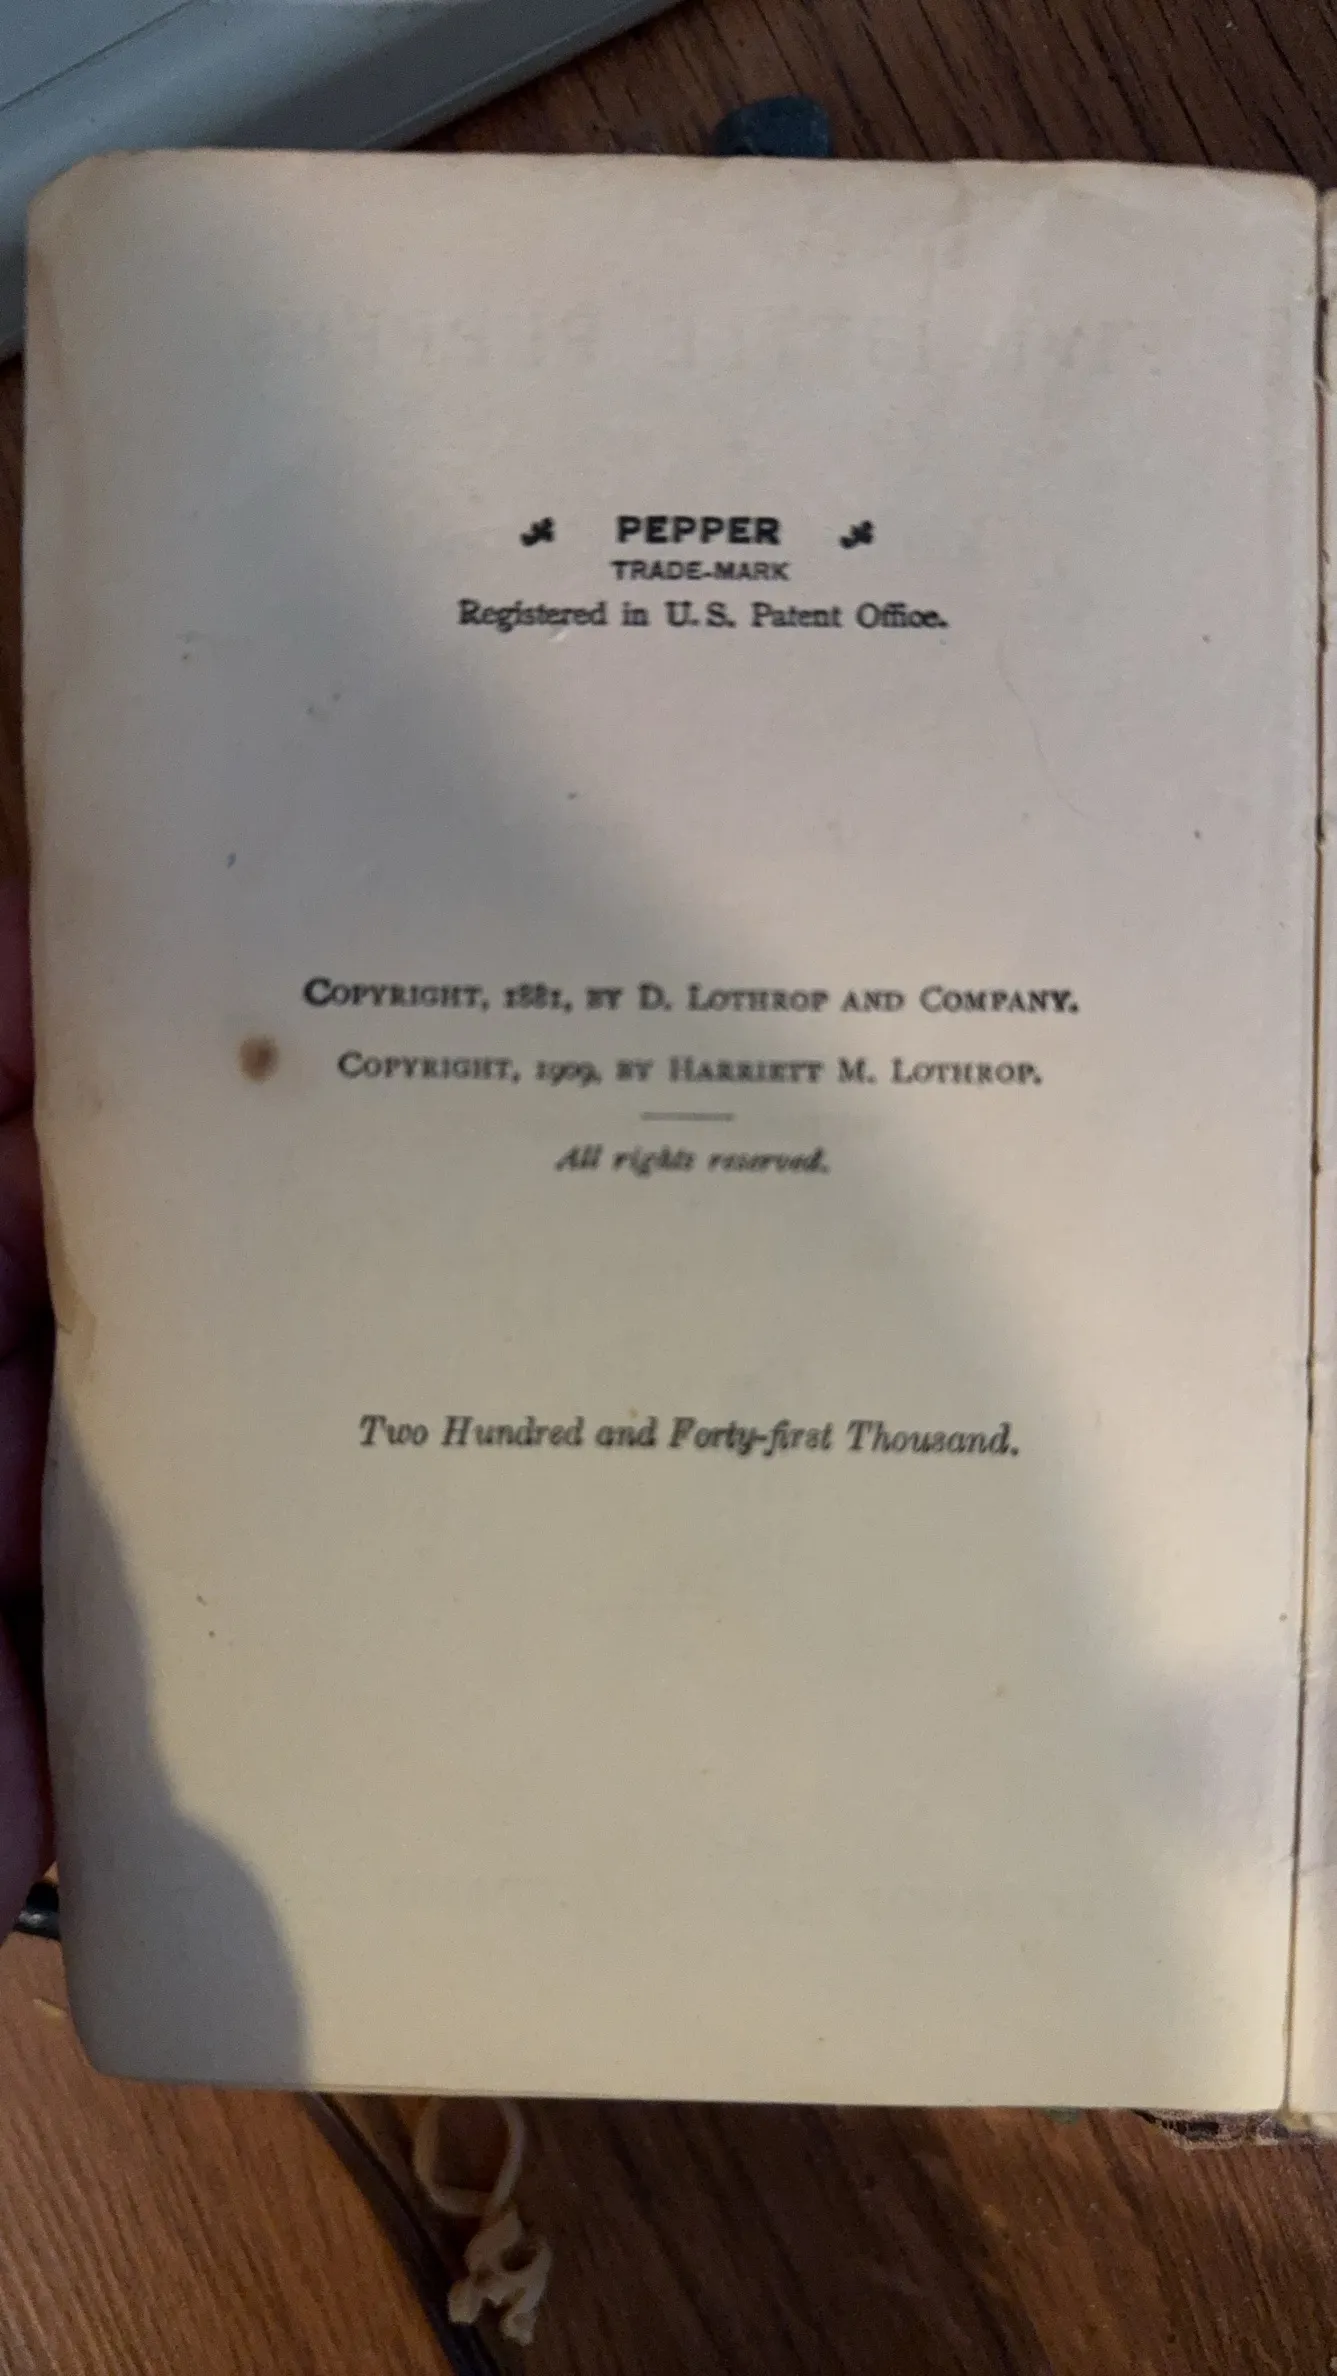 PEPPER
TRADE-MARK
Registered in U. S. Patent Office.
COPYRIGHT, 1881, BY D. LOTHROP AND COMPANY.
COPYRIGHT, 1909, BY HARRIETT M. LOTHROP.
All rights reserved.
Two Hundred and Forty-first Thousand.